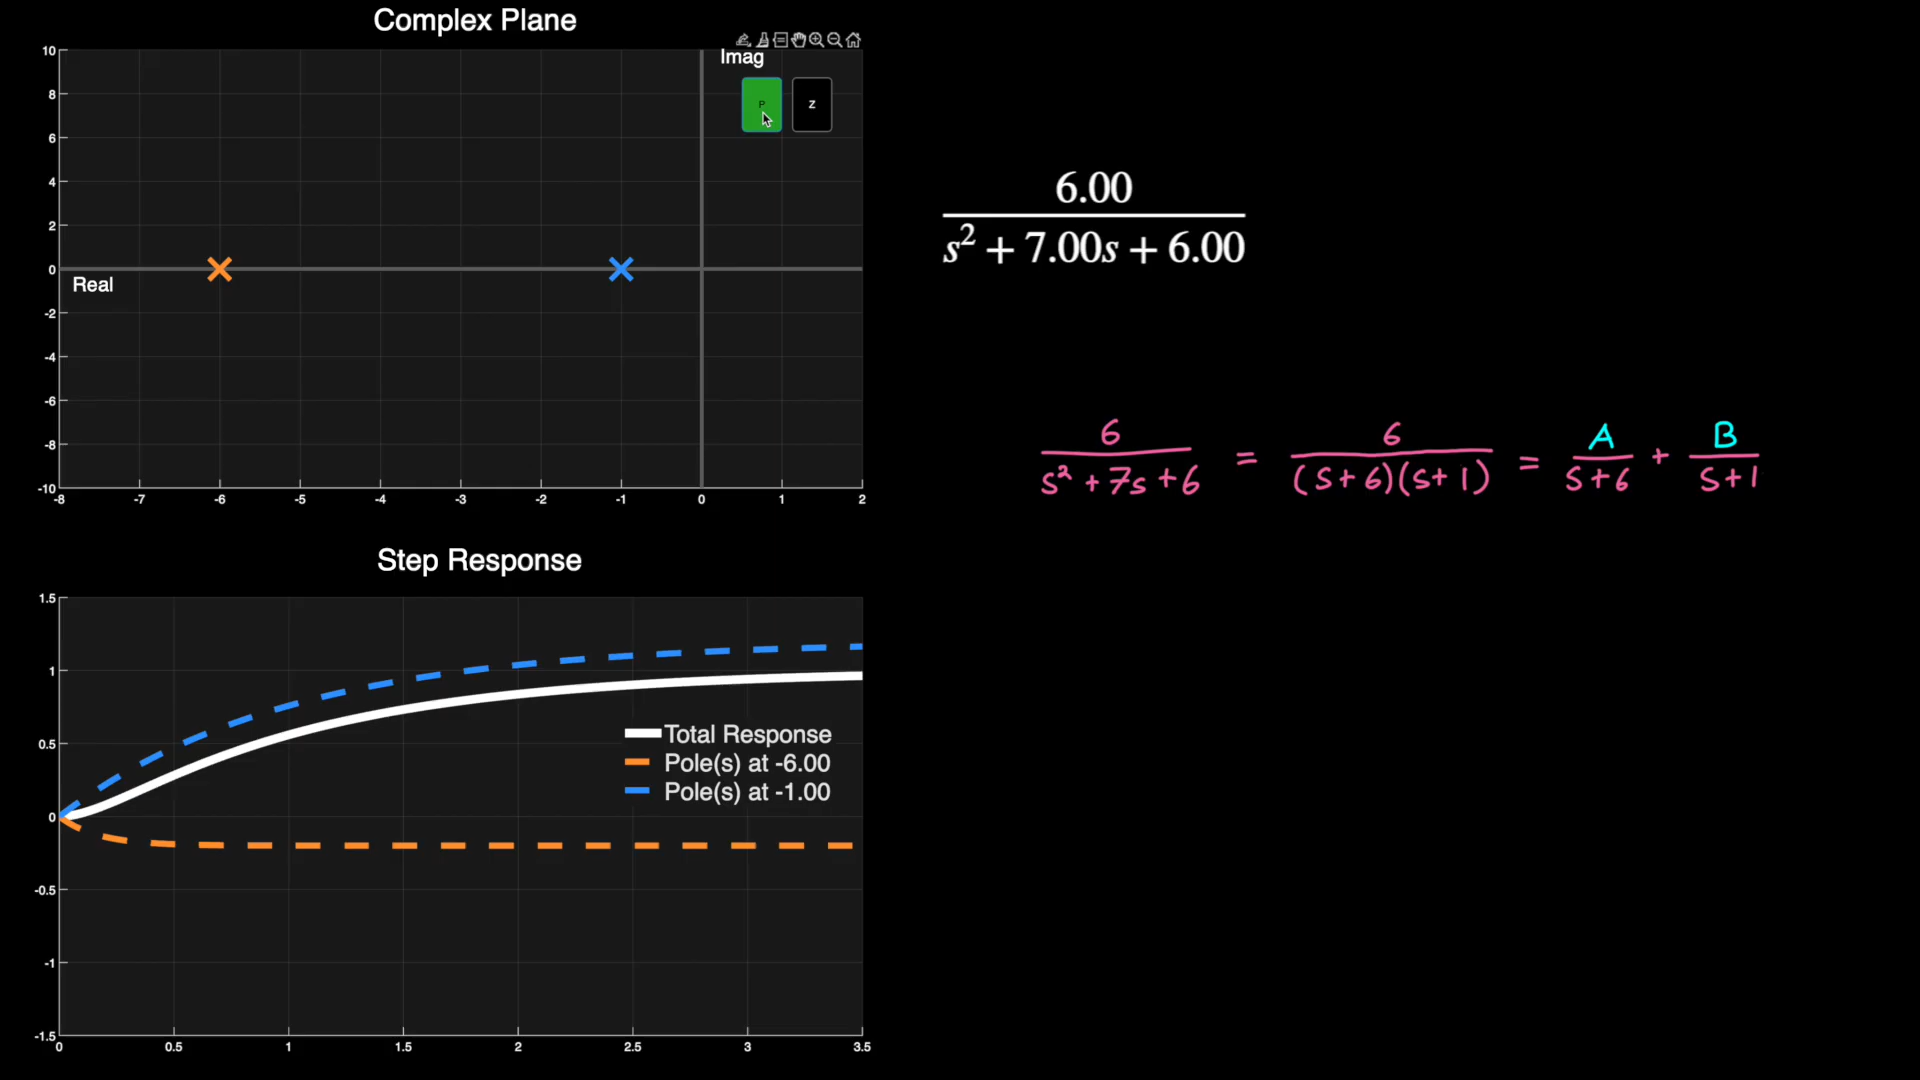 Complex Plane
Imag
P Z
10
8
6
4
2
0
-2
-4
-6
-8
-10
Real
-8 -7 -6 -5 -4 -3 -2 -1 0 1 2
6.00
s² + 7.00s + 6.00
6 / s² + 7s + 6 = 6 / (s+6)(s+1) = A / s+6 + B / s+1
Step Response
1.5
1
0.5
0
-0.5
-1
-1.5
Total Response
Pole(s) at -6.00
Pole(s) at -1.00
0 0.5 1 1.5 2 2.5 3 3.5